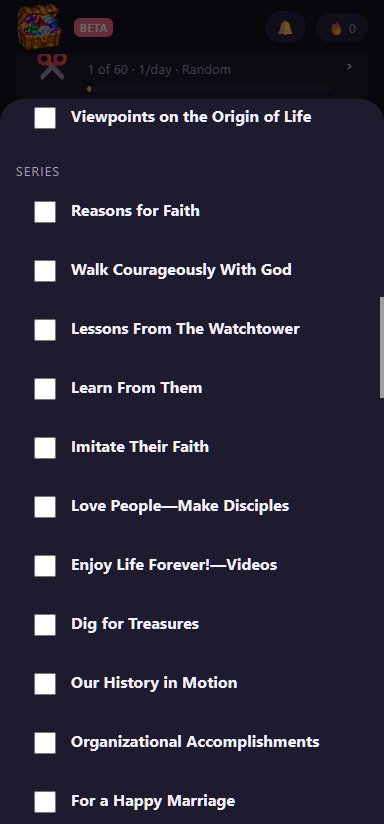 BETA
0
1 of 60 · 1/day · Random
Viewpoints on the Origin of Life
SERIES
Reasons for Faith
Walk Courageously With God
Lessons From The Watchtower
Learn From Them
Imitate Their Faith
Love People—Make Disciples
Enjoy Life Forever!—Videos
Dig for Treasures
Our History in Motion
Organizational Accomplishments
For a Happy Marriage